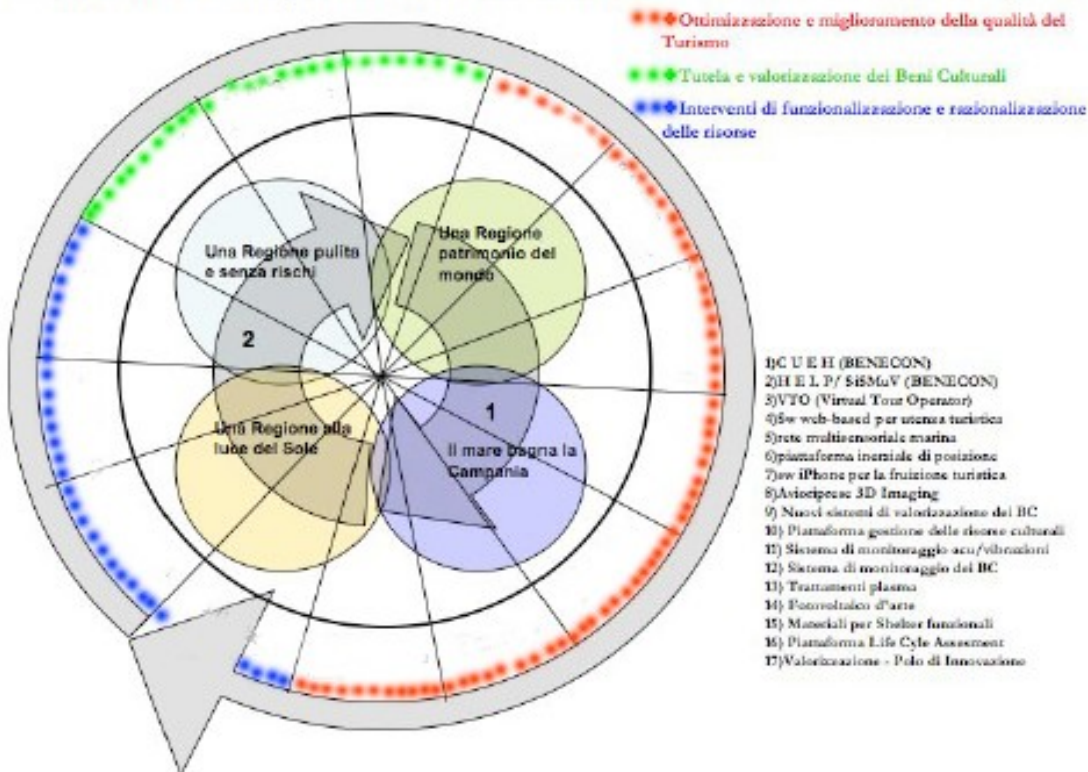 Ottimizzazione e miglioramento della qualità del
Turismo
Tutela e valorizzazione dei Beni Culturali
Interventi di funzionalizzazione e razionalizzazione
delle risorse
Una Regione pulita
e senza rischi
Una Regione
patrimonio del
mondo
2
1
Una Regione alla
luce del Sole
Il mare bagna la
Campania
1)C U E H (BENECON)
2)H E L P/ SiSMuV (BENECON)
3)VTO (Virtual Tour Operator)
4)Sw web-based per utenza turistica
5)rete multisensoriale marina
6)piattaforma inerziale di posizione
7)sw iPhone per la fruizione turistica
8)Avioriprese 3D Imaging
9) Nuovi sistemi di valorizzazione dei BC
10) Piattaforma gestione delle risorse culturali
11) Sistema di monitoraggio acu/vibrazioni
12) Sistema di monitoraggio dei BC
13) Trattamenti plasma
14) Fotovoltaico d'arte
15) Materiali per Shelter funzionali
16) Piattaforma Life Cyle Assesment
17)Valorizzazione - Polo di Innovazione